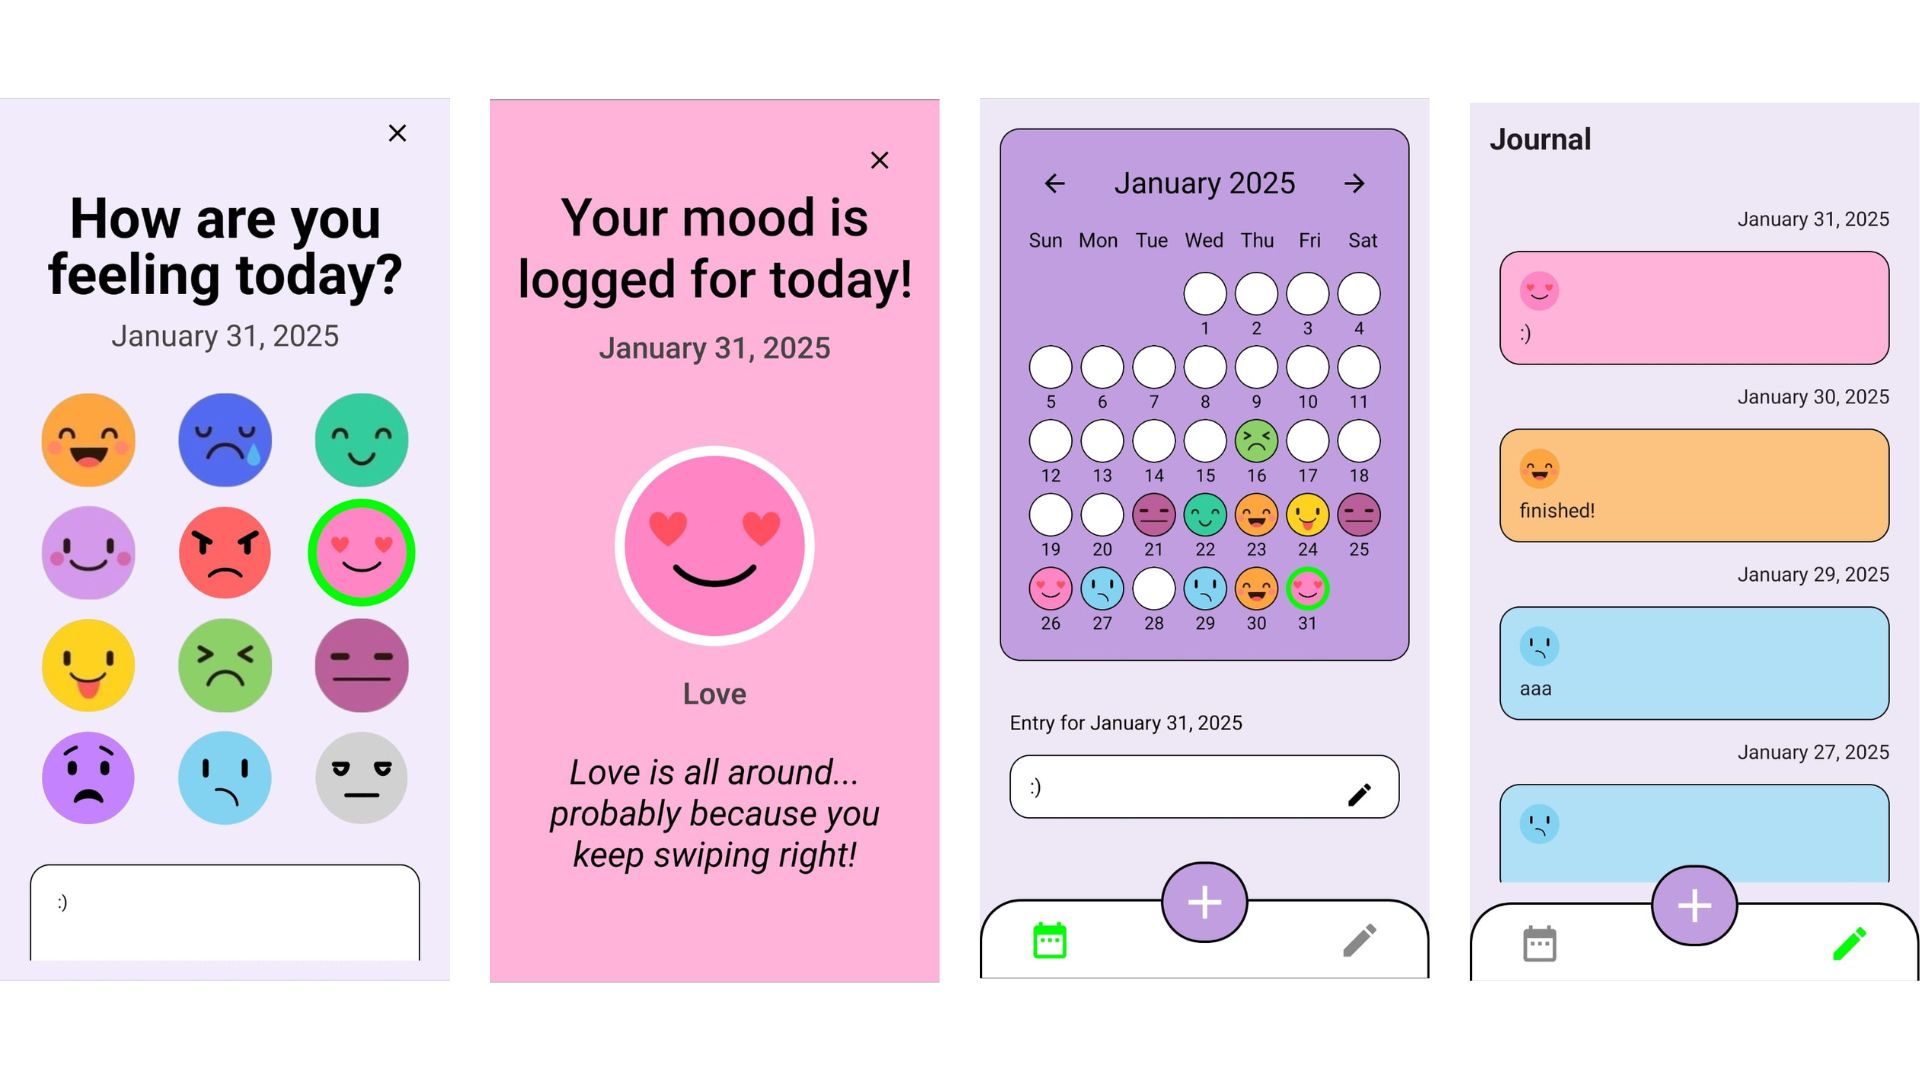 How are you
feeling today?
January 31, 2025
:)
Your mood is
logged for today!
January 31, 2025
Love
Love is all around...
probably because you
keep swiping right!
January 2025
Sun Mon Tue Wed Thu Fri Sat
1 2 3 4
5 6 7 8 9 10 11
12 13 14 15 16 17 18
19 20 21 22 23 24 25
26 27 28 29 30 31
Entry for January 31, 2025
:)
Journal
January 31, 2025
:)
January 30, 2025
finished!
January 29, 2025
aaa
January 27, 2025